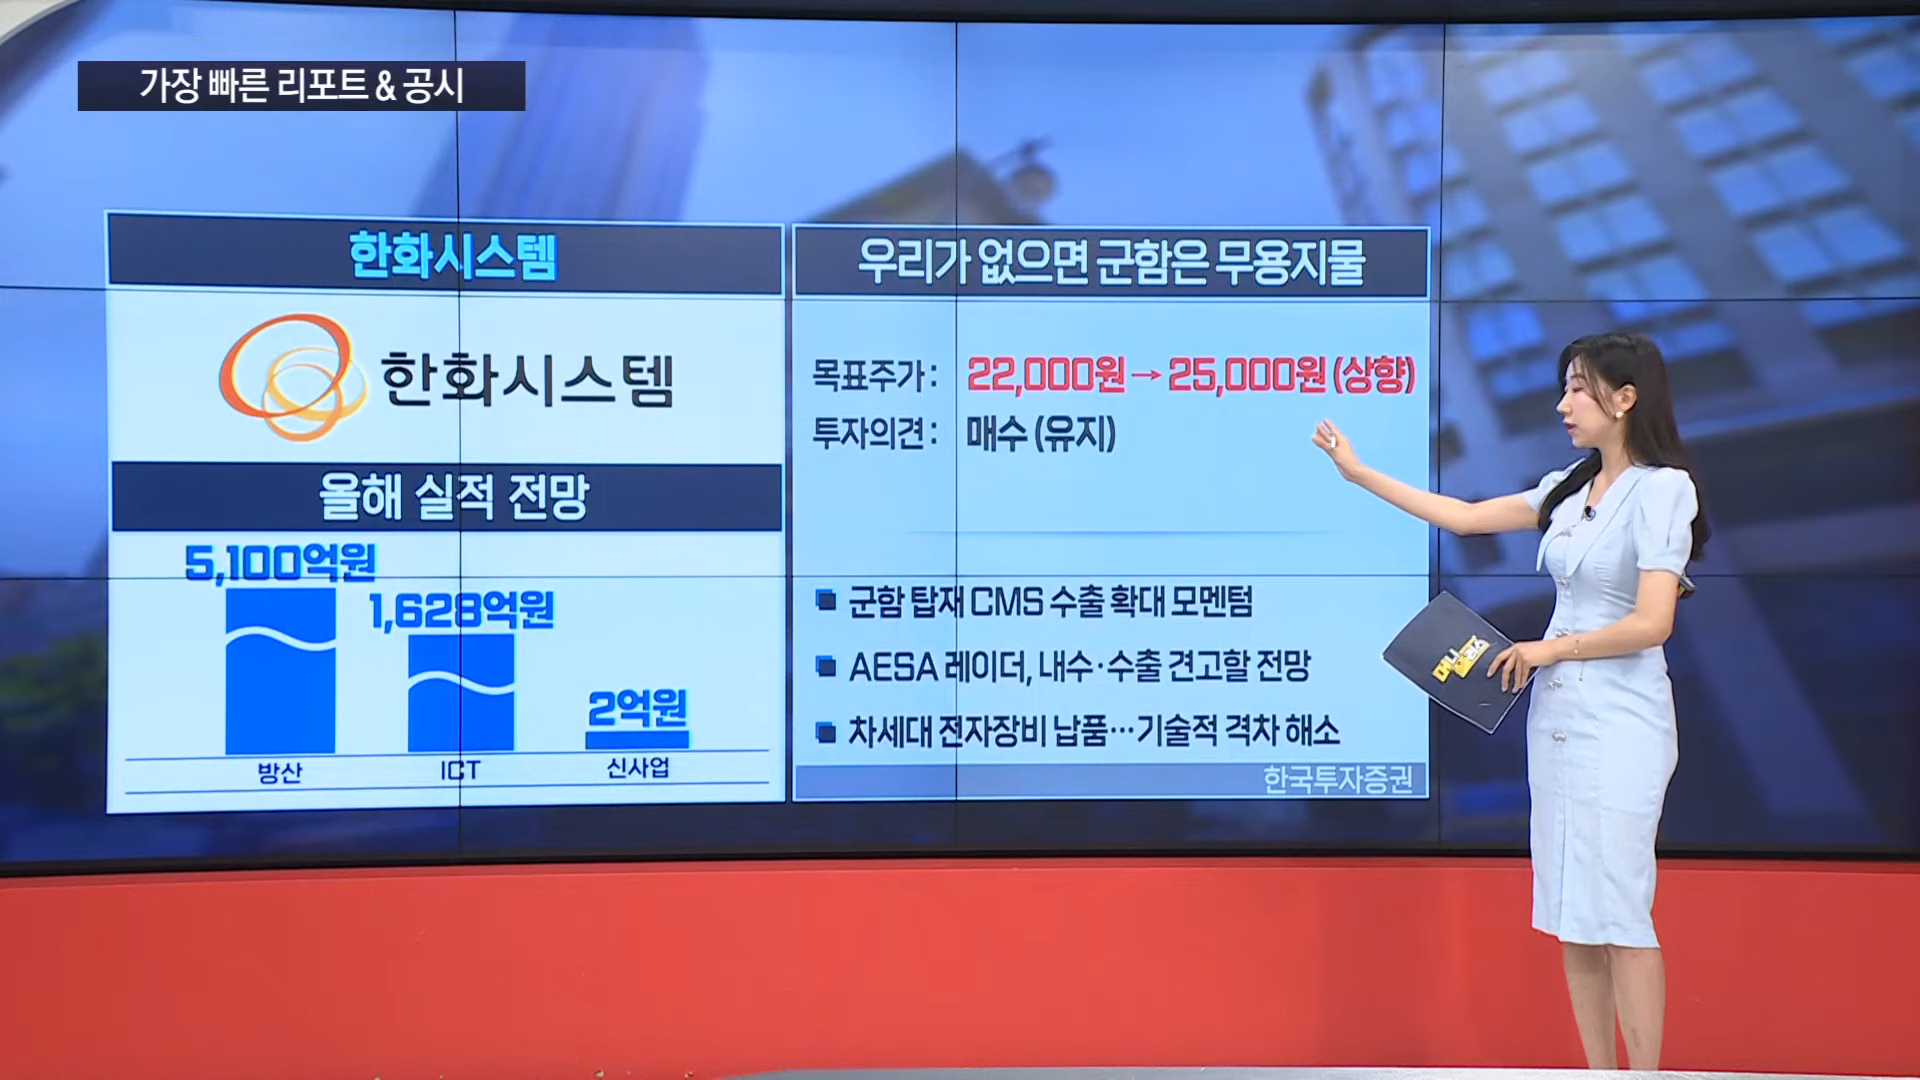 가장 빠른 리포트 & 공시
한화시스템
한화시스템
올해 실적 전망
5,100억원
1,628억원
2억원
방산
ICT
신사업
우리가 없으면 군함은 무용지물
목표주가 : 22,000원→25,000원 (상향)
투자의견 : 매수 (유지)
군함 탑재 CMS 수출 확대 모멘텀
AESA 레이더, 내수·수출 견고할 전망
차세대 전자장비 납품…기술적 격차 해소
한국투자증권
머니